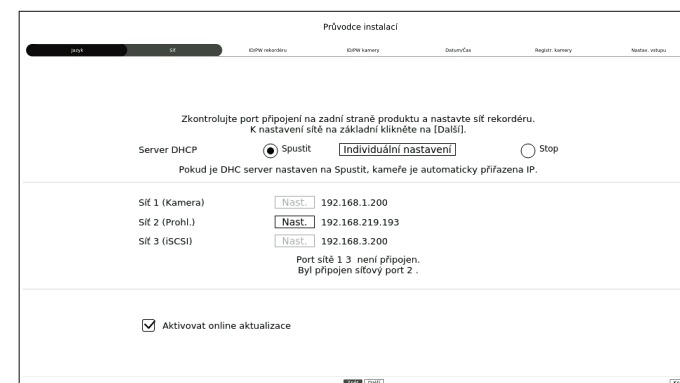 Průvodce instalací
Jazyk Síť ID/PW rekordéru ID/PW kamery Datum/Čas Registr. kamery Nastav. vstupu
Zkontrolujte port připojení na zadní straně produktu a nastavte síť rekordéru.
K nastavení sítě na základní klikněte na [Další].
Server DHCP Spustit Individuální nastavení Stop
Pokud je DHC server nastaven na Spustit, kameře je automaticky přiřazena IP.
Síť 1 (Kamera) Nast. 192.168.1.200
Síť 2 (Prohl.) Nast. 192.168.219.193
Síť 3 (iSCSI) Nast. 192.168.3.200
Port sítě 1 3 není připojen.
Byl připojen síťový port 2 .
Aktivovat online aktualizace